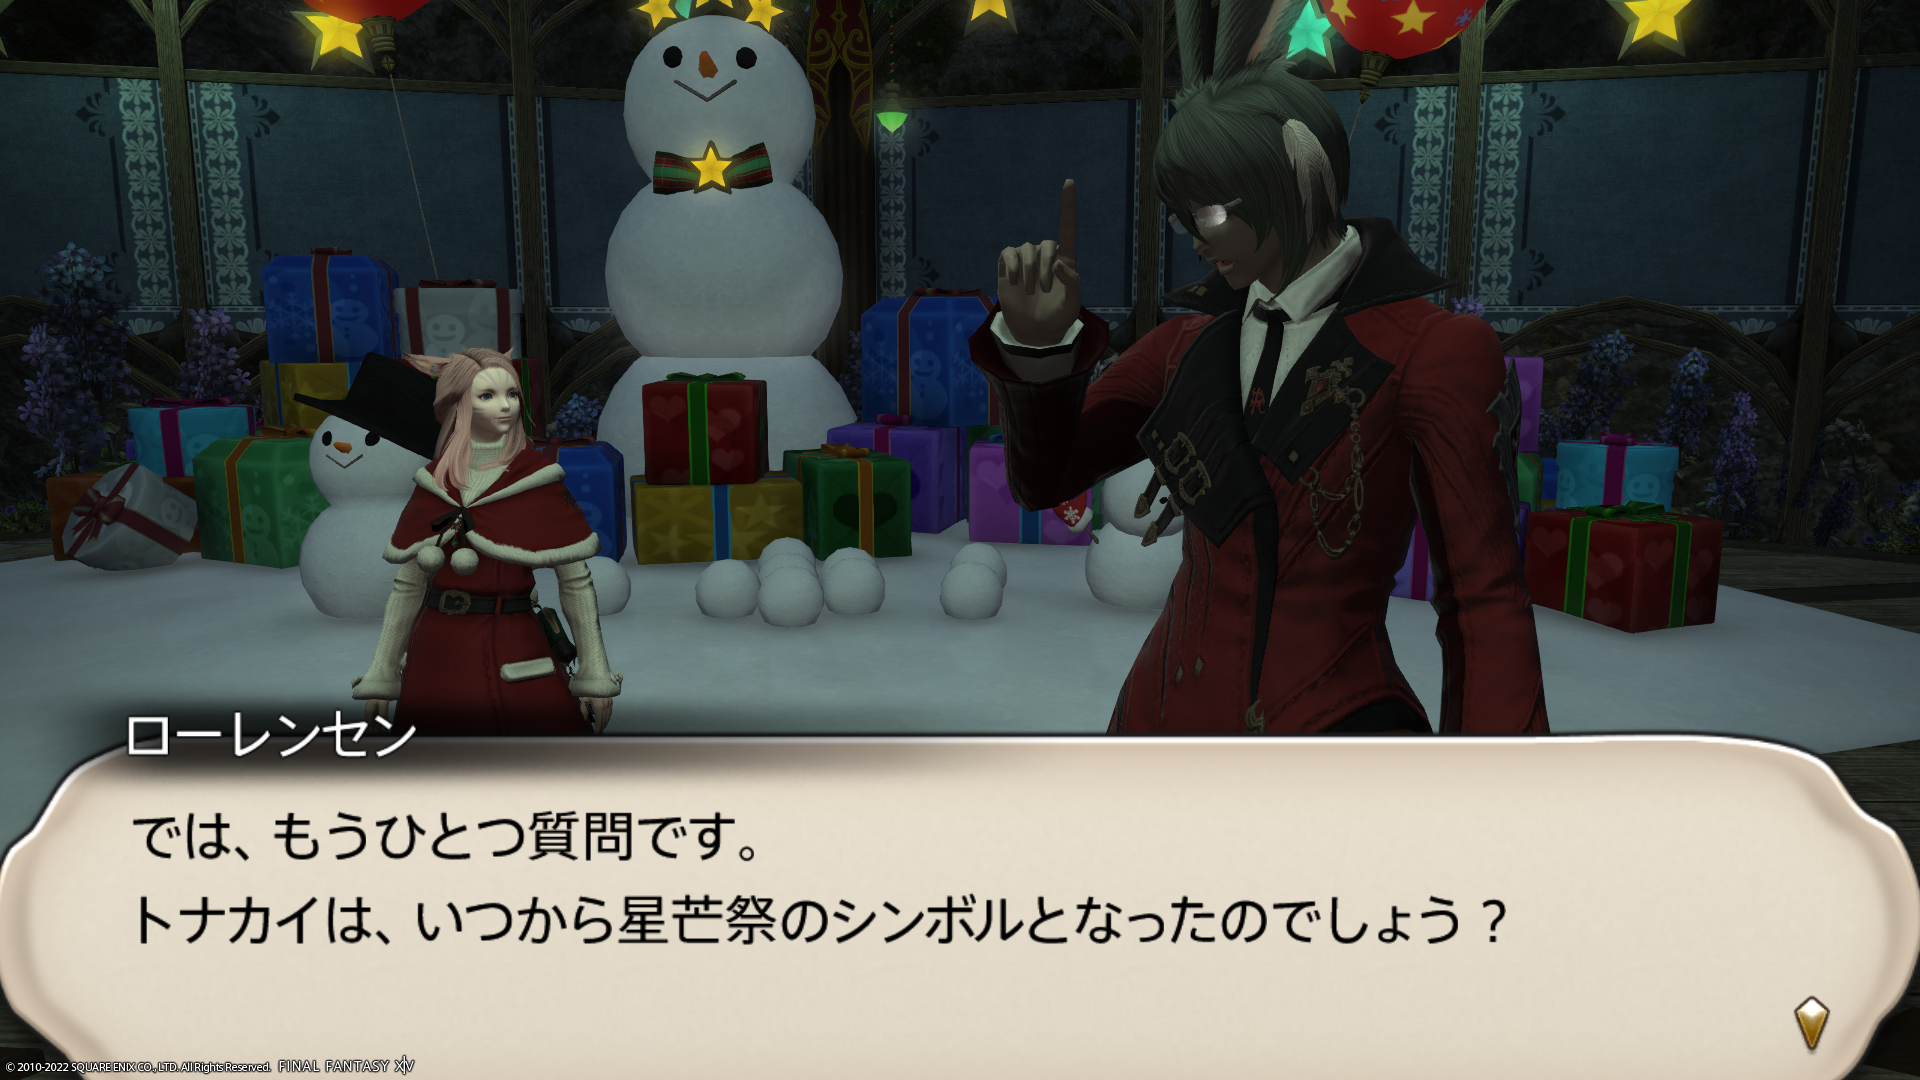 ローレンセン
では、もうひとつ質問です。
トナカイは、いつから星芒祭のシンボルとなったのでしょう？
© 2010-2022 SQUARE ENIX CO., LTD. All Rights Reserved. FINAL FANTASY XIV